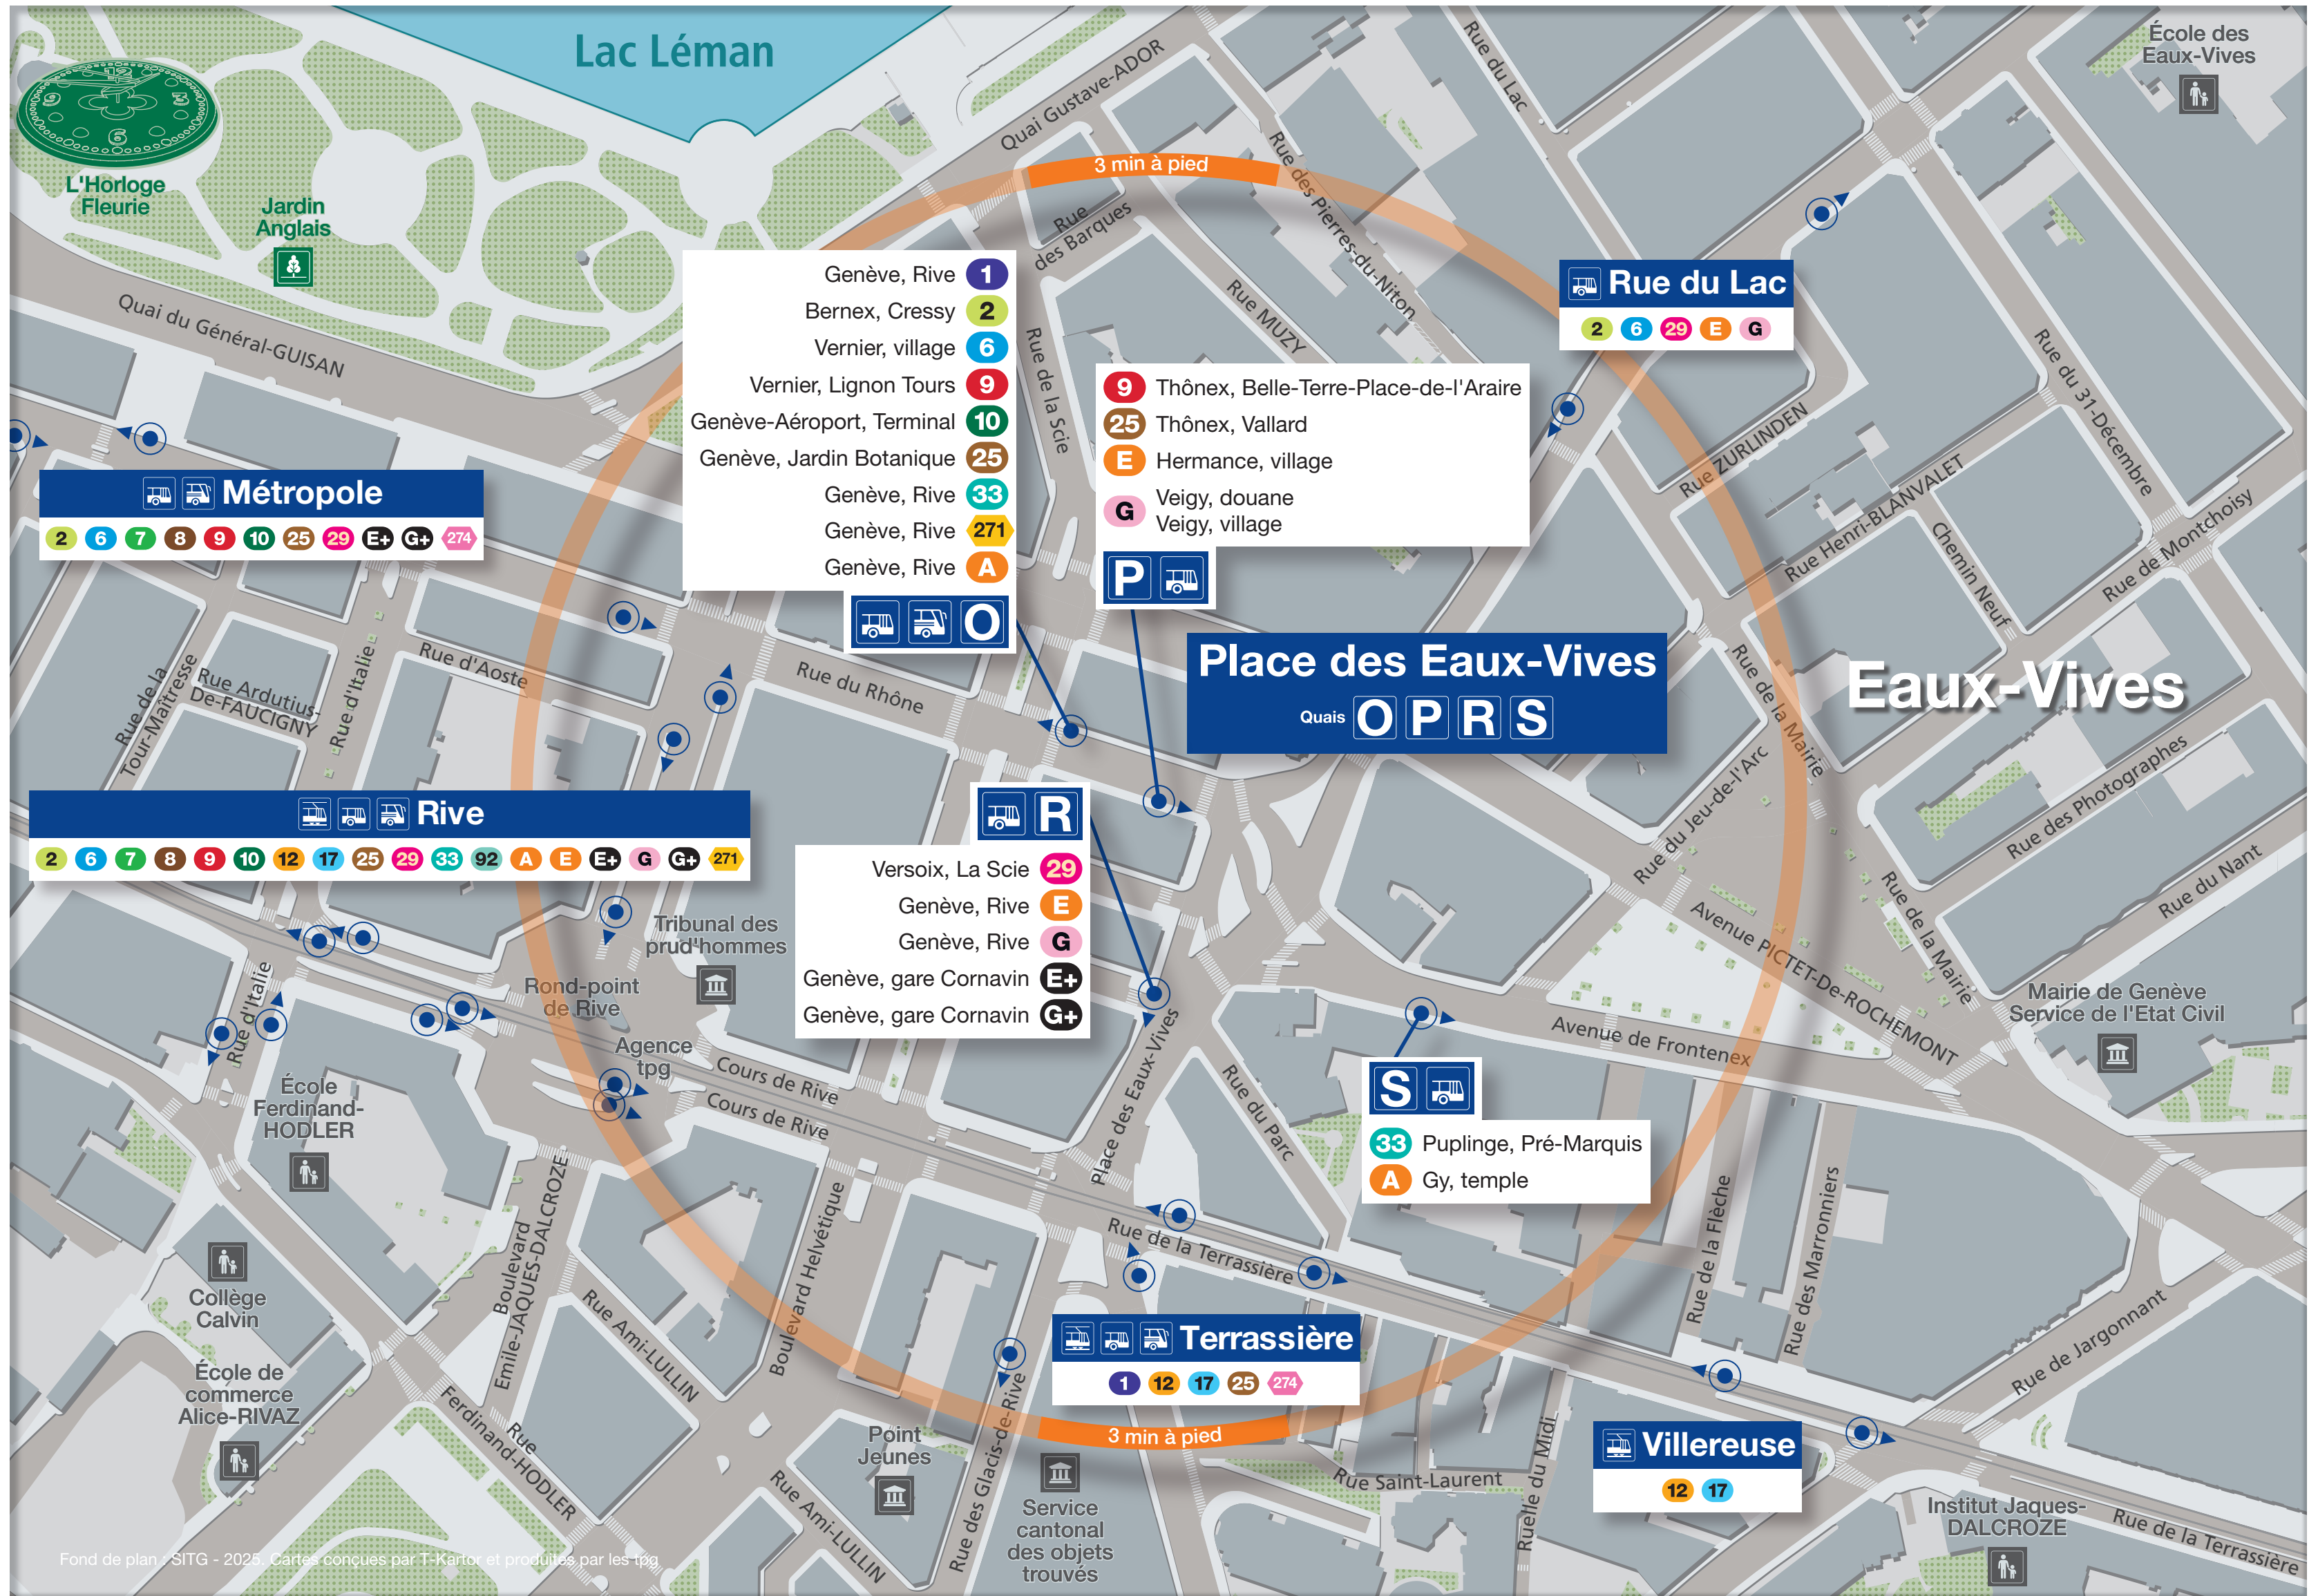 Lac Léman
École des
Eaux-Vives
12
3
6
9
L'Horloge
Fleurie
Jardin
Anglais
Quai Gustave-ADOR
Rue du Lac
3 min à pied
Rue des Pierres-du-Niton
Rue
des Barques
Rue MUZY
Rue de la Scie
Quai du Général-GUISAN
Genève, Rive 1
Bernex, Cressy 2
Vernier, village 6
Vernier, Lignon Tours 9
Genève-Aéroport, Terminal 10
Genève, Jardin Botanique 25
Genève, Rive 33
Genève, Rive 271
Genève, Rive A
O
9 Thônex, Belle-Terre-Place-de-l'Araire
25 Thônex, Vallard
E Hermance, village
G Veigy, douane
Veigy, village
P
Rue du Lac
2 6 29 E G
Rue ZURLINDEN
Rue Henri-BLANVALET
Rue du 31-Décembre
Chemin Neuf
Rue de Montchoisy
Métropole
2 6 7 8 9 10 25 29 E+ G+ 274
Place des Eaux-Vives
Quais O P R S
Eaux-Vives
Rue de la
Tour-Maîtresse
Rue Ardutius-
De-FAUCIGNY
Rue d'Italie
Rue d'Aoste
Rue du Rhône
Rue de la Mairie
Rue du Jeu-de-l'Arc
Rue des Photographes
Rue du Nant
Rue de la Mairie
Avenue PICTET-De-ROCHEMONT
Rive
2 6 7 8 9 10 12 17 25 29 33 92 A E E+ G G+ 271
R
Versoix, La Scie 29
Genève, Rive E
Genève, Rive G
Genève, gare Cornavin E+
Genève, gare Cornavin G+
Tribunal des
prud'hommes
Rond-point
de Rive
Agence
tpg
Rue d'Italie
Cours de Rive
Cours de Rive
Place des Eaux-Vives
Rue du Parc
Avenue de Frontenex
Mairie de Genève
Service de l'Etat Civil
S
33 Puplinge, Pré-Marquis
A Gy, temple
École
Ferdinand-
HODLER
Boulevard
Emile-JAQUES-DALCROZE
Boulevard Helvétique
Rue de la Terrassière
Rue de la Flèche
Rue des Marronniers
Rue de Jargonnant
Collège
Calvin
École de
commerce
Alice-RIVAZ
Rue
Ferdinand-HODLER
Rue Ami-LULLIN
Rue Ami-LULLIN
Point
Jeunes
Rue des Glacis-de-Rive
Terrassière
1 12 17 25 274
3 min à pied
Service
cantonal
des objets
trouvés
Rue Saint-Laurent
Ruelle du Midi
Villereuse
12 17
Institut Jaques-
DALCROZE
Rue de la Terrassière
Fond de plan : SITG - 2025. Cartes conçues par T-Kartor et produites par les tpg